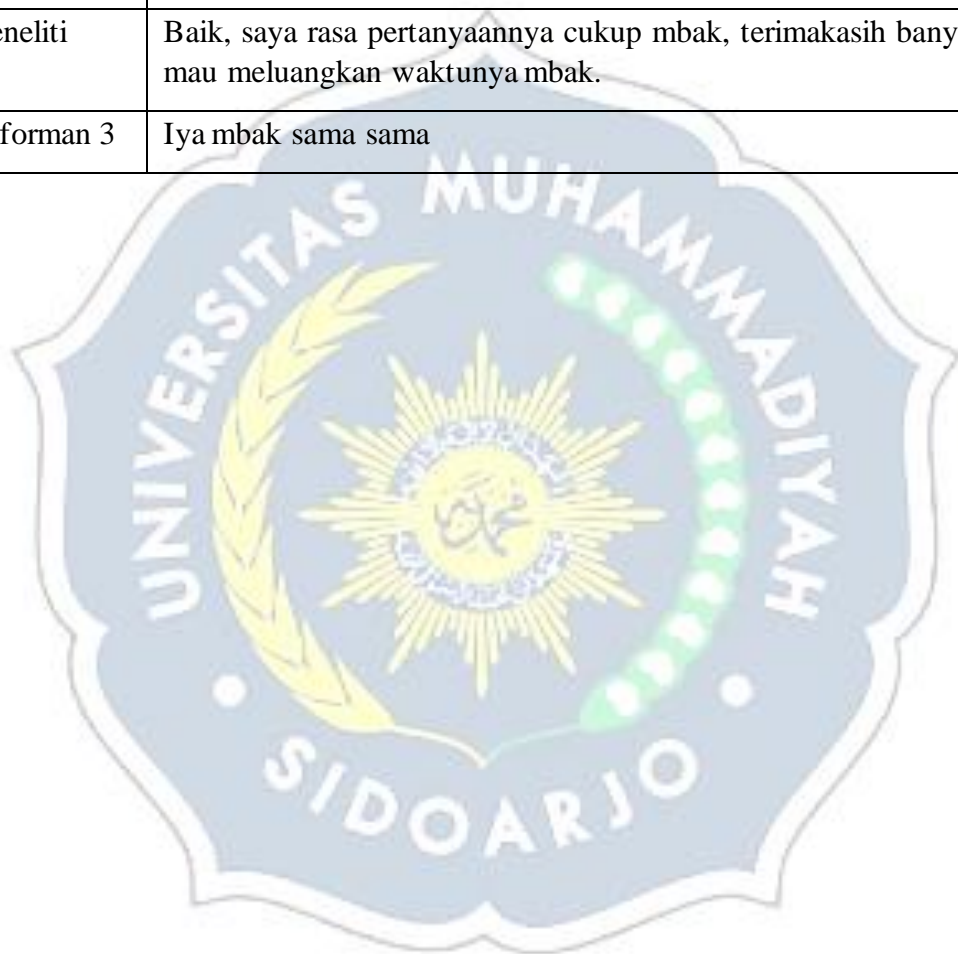 eneliti
Baik, saya rasa pertanyaannya cukup mbak, terimakasih bany
mau meluangkan waktunya mbak.
forman 3
Iya mbak sama sama
UNIVERSITAS MUHAMMADIYAH
SIDOARJO
محمد